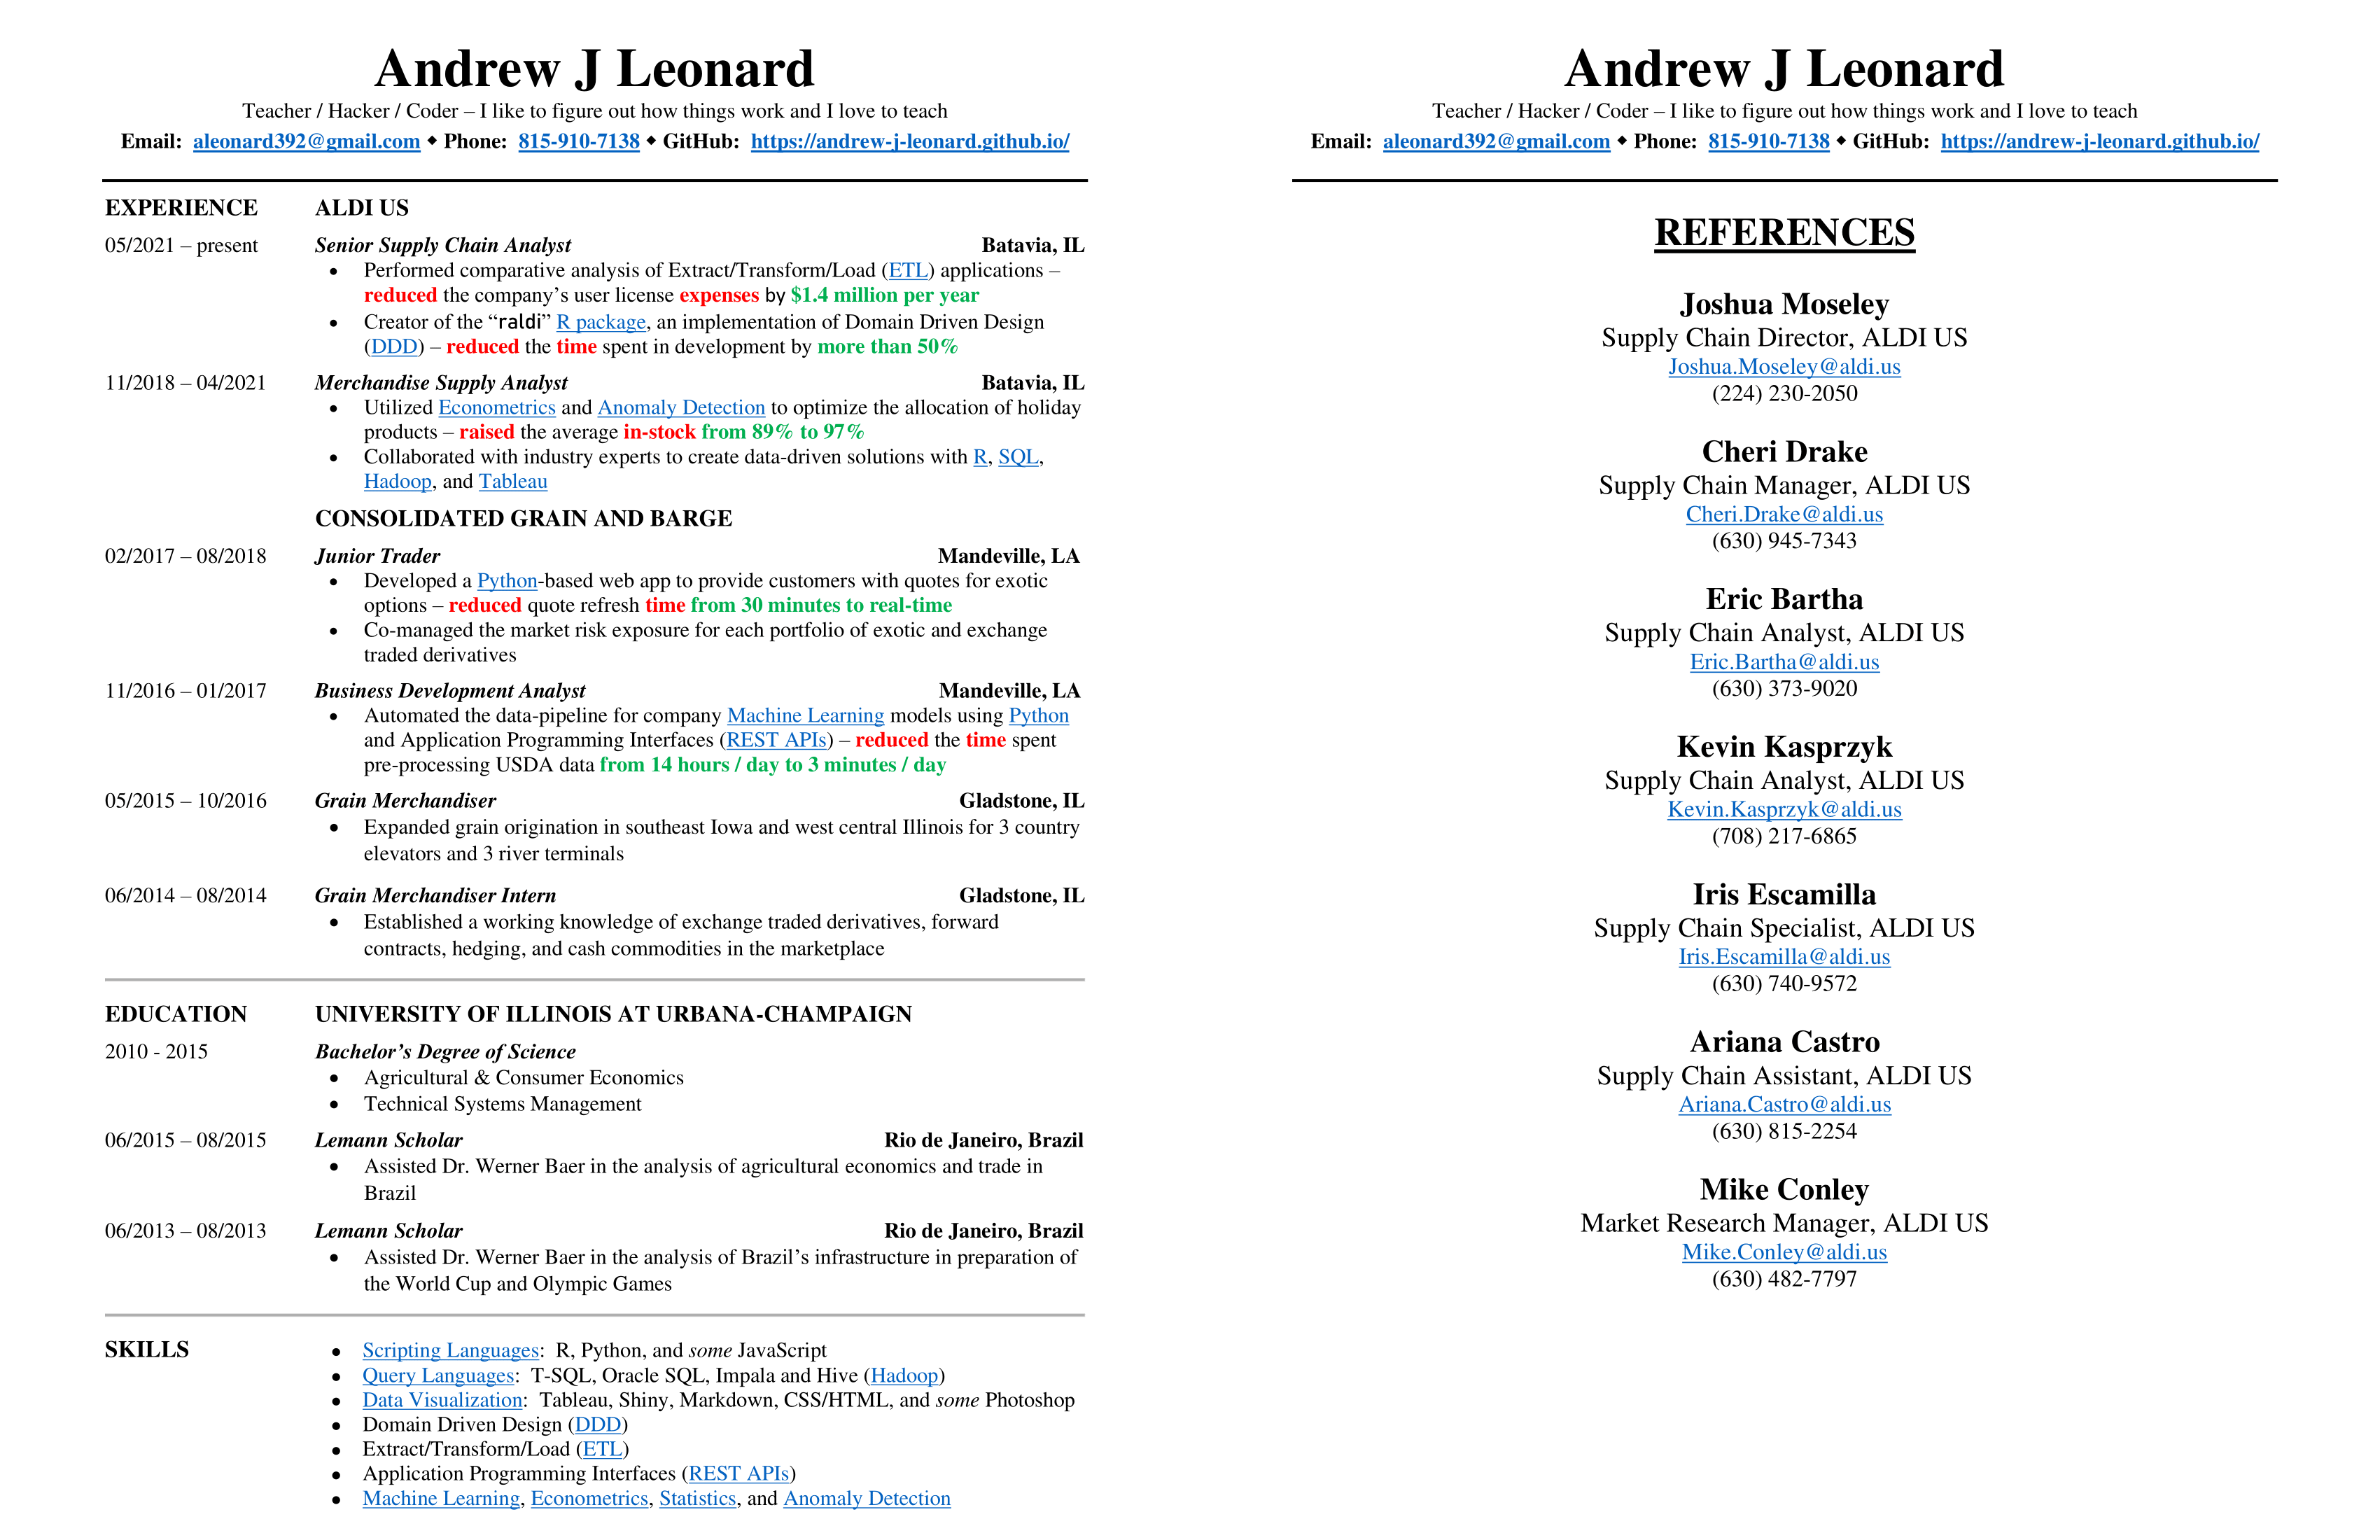 Andrew J Leonard
Teacher / Hacker / Coder – I like to figure out how things work and I love to teach
Email: aleonard392@gmail.com ◆ Phone: 815-910-7138 ◆ GitHub: https://andrew-j-leonard.github.io/
EXPERIENCE ALDI US
05/2021 – present Senior Supply Chain Analyst Batavia, IL
• Performed comparative analysis of Extract/Transform/Load (ETL) applications –
reduced the company’s user license expenses by $1.4 million per year
• Creator of the “raldi” R package, an implementation of Domain Driven Design
(DDD) – reduced the time spent in development by more than 50%
11/2018 – 04/2021 Merchandise Supply Analyst Batavia, IL
• Utilized Econometrics and Anomaly Detection to optimize the allocation of holiday
products – raised the average in-stock from 89% to 97%
• Collaborated with industry experts to create data-driven solutions with R, SQL,
Hadoop, and Tableau
CONSOLIDATED GRAIN AND BARGE
02/2017 – 08/2018 Junior Trader Mandeville, LA
• Developed a Python-based web app to provide customers with quotes for exotic
options – reduced quote refresh time from 30 minutes to real-time
• Co-managed the market risk exposure for each portfolio of exotic and exchange
traded derivatives
11/2016 – 01/2017 Business Development Analyst Mandeville, LA
• Automated the data-pipeline for company Machine Learning models using Python
and Application Programming Interfaces (REST APIs) – reduced the time spent
pre-processing USDA data from 14 hours / day to 3 minutes / day
05/2015 – 10/2016 Grain Merchandiser Gladstone, IL
• Expanded grain origination in southeast Iowa and west central Illinois for 3 country
elevators and 3 river terminals
06/2014 – 08/2014 Grain Merchandiser Intern Gladstone, IL
• Established a working knowledge of exchange traded derivatives, forward
contracts, hedging, and cash commodities in the marketplace
EDUCATION UNIVERSITY OF ILLINOIS AT URBANA-CHAMPAIGN
2010 - 2015 Bachelor’s Degree of Science
• Agricultural & Consumer Economics
• Technical Systems Management
06/2015 – 08/2015 Lemann Scholar Rio de Janeiro, Brazil
• Assisted Dr. Werner Baer in the analysis of agricultural economics and trade in
Brazil
06/2013 – 08/2013 Lemann Scholar Rio de Janeiro, Brazil
• Assisted Dr. Werner Baer in the analysis of Brazil’s infrastructure in preparation of
the World Cup and Olympic Games
SKILLS • Scripting Languages: R, Python, and some JavaScript
• Query Languages: T-SQL, Oracle SQL, Impala and Hive (Hadoop)
• Data Visualization: Tableau, Shiny, Markdown, CSS/HTML, and some Photoshop
• Domain Driven Design (DDD)
• Extract/Transform/Load (ETL)
• Application Programming Interfaces (REST APIs)
• Machine Learning, Econometrics, Statistics, and Anomaly Detection
Andrew J Leonard
Teacher / Hacker / Coder – I like to figure out how things work and I love to teach
Email: aleonard392@gmail.com ◆ Phone: 815-910-7138 ◆ GitHub: https://andrew-j-leonard.github.io/
REFERENCES
Joshua Moseley
Supply Chain Director, ALDI US
Joshua.Moseley@aldi.us
(224) 230-2050
Cheri Drake
Supply Chain Manager, ALDI US
Cheri.Drake@aldi.us
(630) 945-7343
Eric Bartha
Supply Chain Analyst, ALDI US
Eric.Bartha@aldi.us
(630) 373-9020
Kevin Kasprzyk
Supply Chain Analyst, ALDI US
Kevin.Kasprzyk@aldi.us
(708) 217-6865
Iris Escamilla
Supply Chain Specialist, ALDI US
Iris.Escamilla@aldi.us
(630) 740-9572
Ariana Castro
Supply Chain Assistant, ALDI US
Ariana.Castro@aldi.us
(630) 815-2254
Mike Conley
Market Research Manager, ALDI US
Mike.Conley@aldi.us
(630) 482-7797